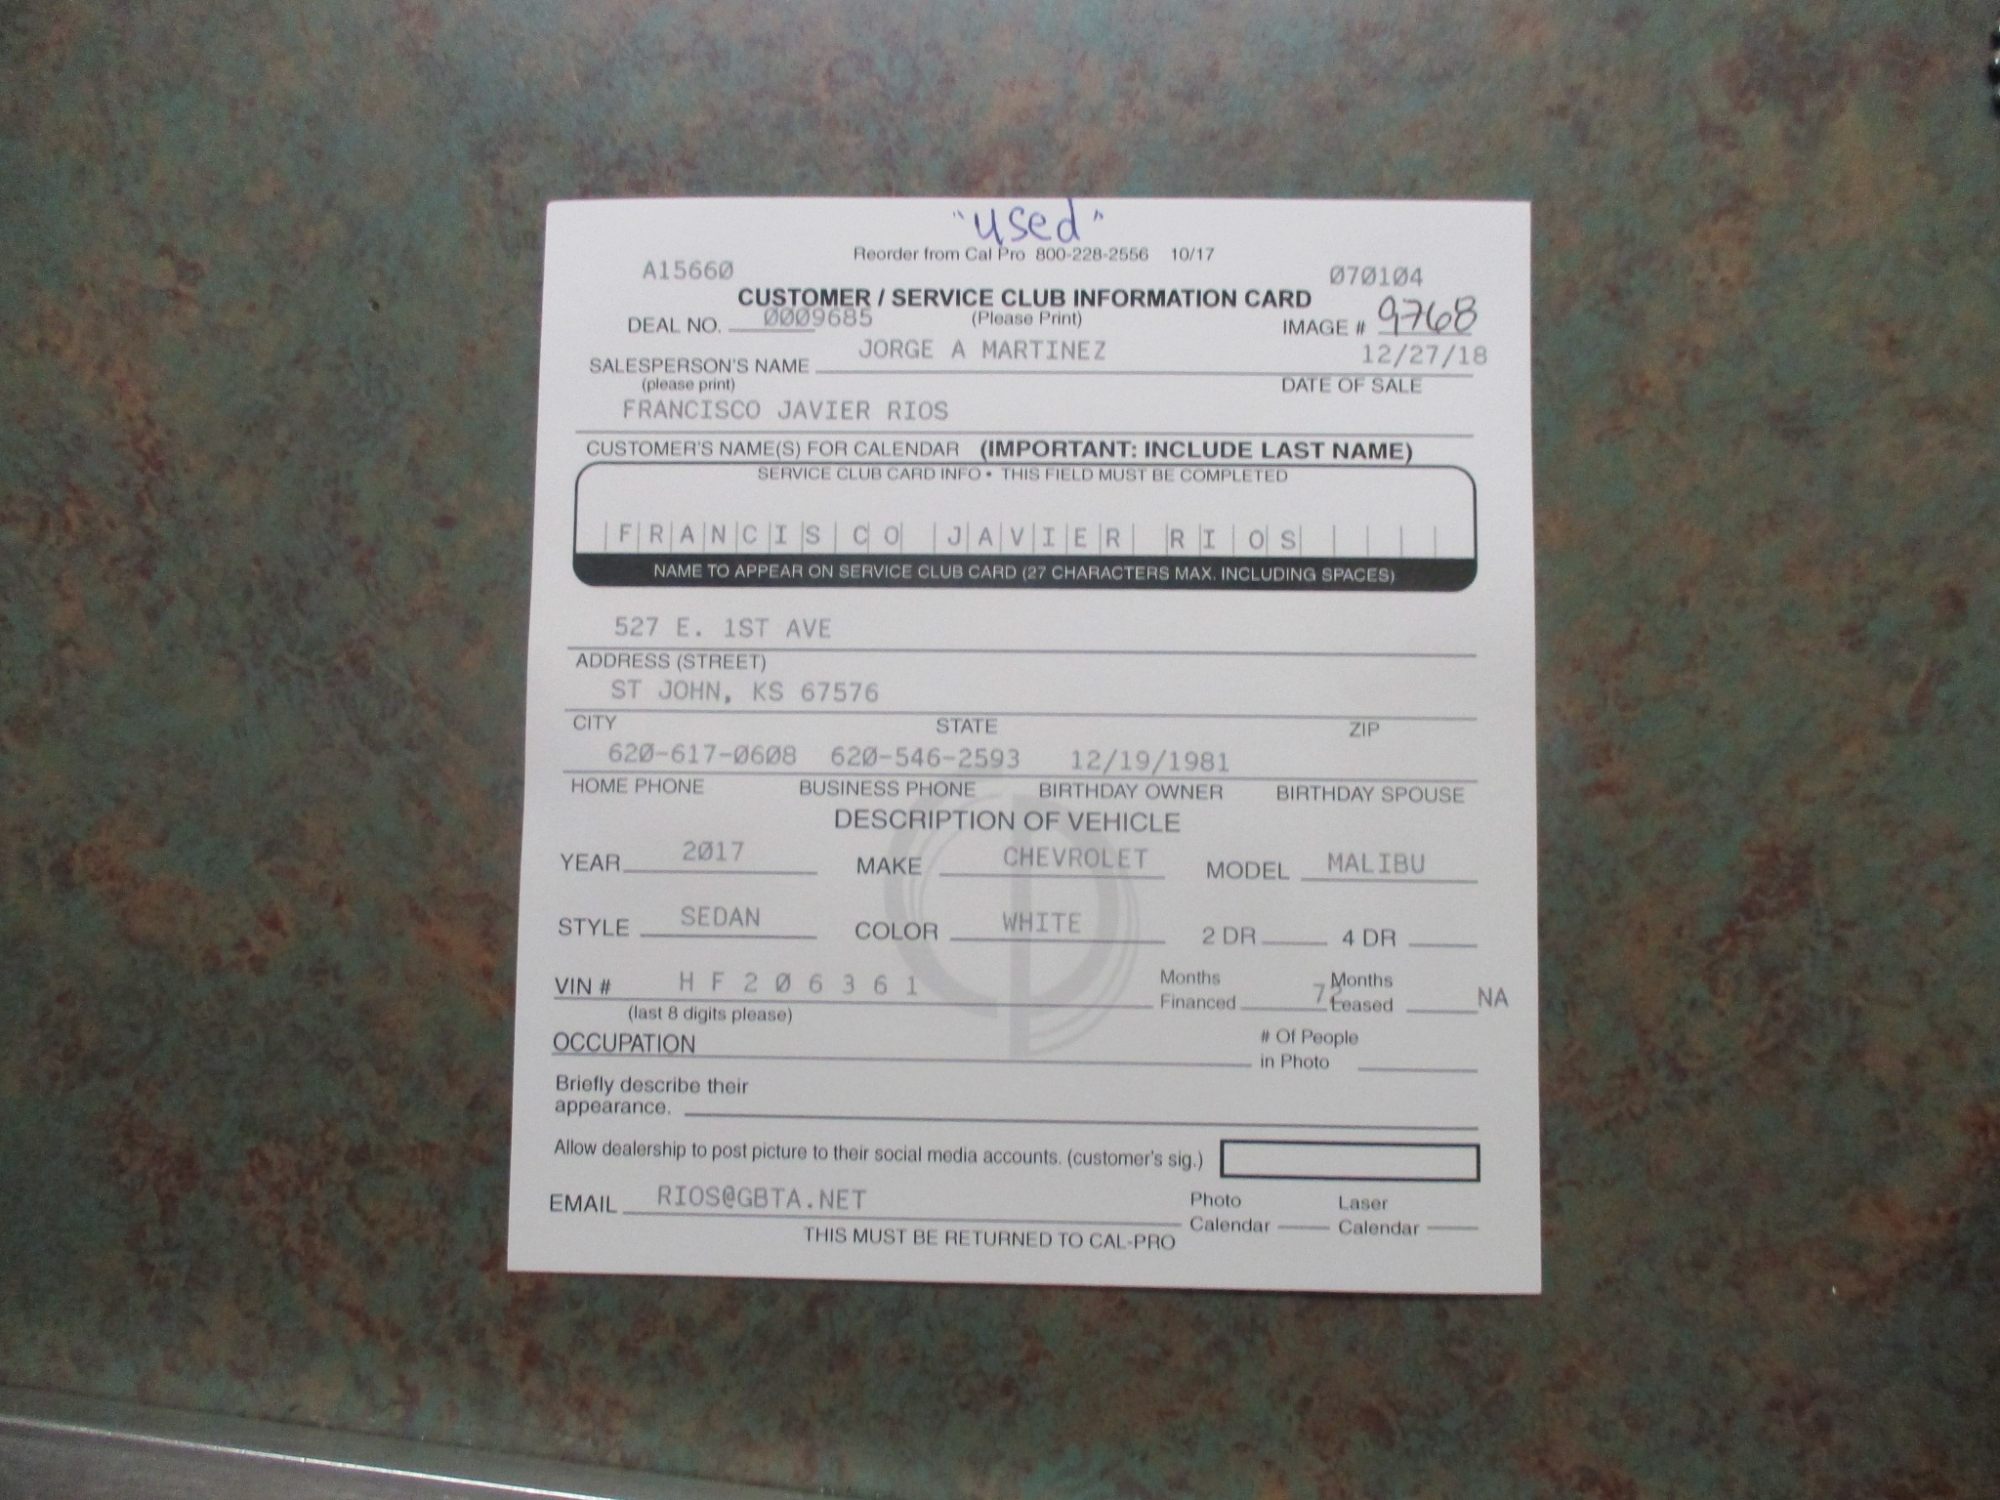 "used"
Reorder from Cal Pro 800-228-2556 10/17
A15660 070104
CUSTOMER / SERVICE CLUB INFORMATION CARD
DEAL NO. 0009685 (Please Print) IMAGE # 9768
SALESPERSON'S NAME JORGE A MARTINEZ 12/27/18
(please print) DATE OF SALE
FRANCISCO JAVIER RIOS
CUSTOMER'S NAME(S) FOR CALENDAR (IMPORTANT: INCLUDE LAST NAME)
SERVICE CLUB CARD INFO • THIS FIELD MUST BE COMPLETED
FRANCISCO JAVIER RIOS
NAME TO APPEAR ON SERVICE CLUB CARD (27 CHARACTERS MAX. INCLUDING SPACES)
527 E. 1ST AVE
ADDRESS (STREET)
ST JOHN, KS 67576
CITY STATE ZIP
620-617-0608 620-546-2593 12/19/1981
HOME PHONE BUSINESS PHONE BIRTHDAY OWNER BIRTHDAY SPOUSE
DESCRIPTION OF VEHICLE
YEAR 2017 MAKE CHEVROLET MODEL MALIBU
STYLE SEDAN COLOR WHITE 2 DR 4 DR
VIN # H F 2 0 6 3 6 1 Months Financed Months Leased NA
(last 8 digits please)
OCCUPATION # Of People in Photo
Briefly describe their
appearance.
Allow dealership to post picture to their social media accounts. (customer's sig.)
EMAIL RIOS@GBTA.NET Photo Calendar Laser Calendar
THIS MUST BE RETURNED TO CAL-PRO